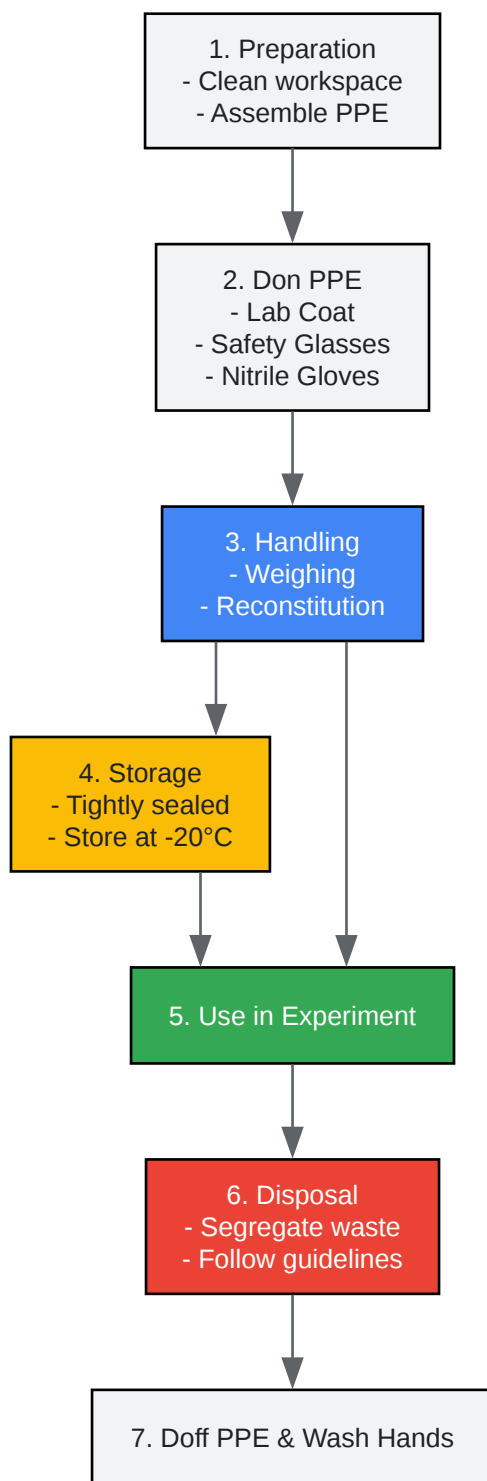 1. Preparation
- Clean workspace
- Assemble PPE
2. Don PPE
- Lab Coat
- Safety Glasses
- Nitrile Gloves
3. Handling
- Weighing
- Reconstitution
4. Storage
- Tightly sealed
- Store at -20°C
5. Use in Experiment
6. Disposal
- Segregate waste
- Follow guidelines
7. Doff PPE & Wash Hands